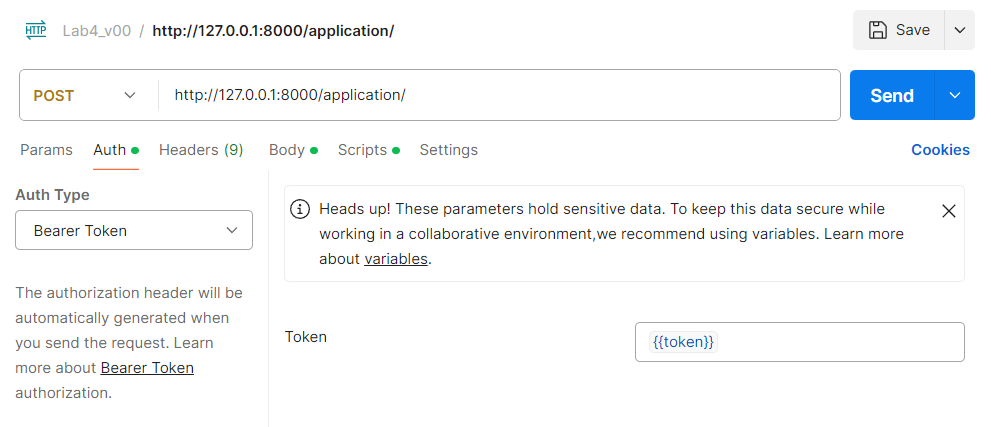 HTTP Lab4_v00 / http://127.0.0.1:8000/application/ Save
POST http://127.0.0.1:8000/application/ Send
Params Auth Headers (9) Body Scripts Settings Cookies
Auth Type
Bearer Token
The authorization header will be
automatically generated when
you send the request. Learn
more about Bearer Token
authorization.
Heads up! These parameters hold sensitive data. To keep this data secure while
working in a collaborative environment,we recommend using variables. Learn more
about variables.
Token {{token}}